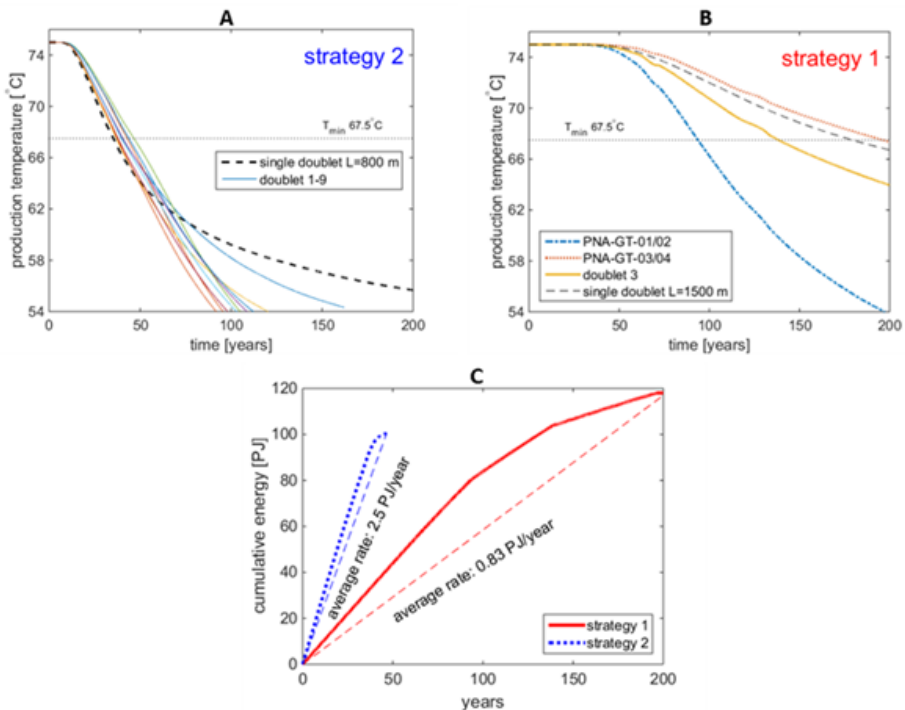 A
strategy 2
production temperature [°C]
74
70
66
62
58
54
T min 67.5°C
single doublet L=800 m
doublet 1-9
0
50
100
150
200
time [years]
B
strategy 1
production temperature [°C]
74
70
66
62
58
54
T min 67.5°C
PNA-GT-01/02
PNA-GT-03/04
doublet 3
single doublet L=1500 m
0
50
100
150
200
time [years]
C
cumulative energy [PJ]
120
100
80
60
40
20
0
average rate: 2.5 PJ/year
average rate: 0.83 PJ/year
strategy 1
strategy 2
0
50
100
150
200
years